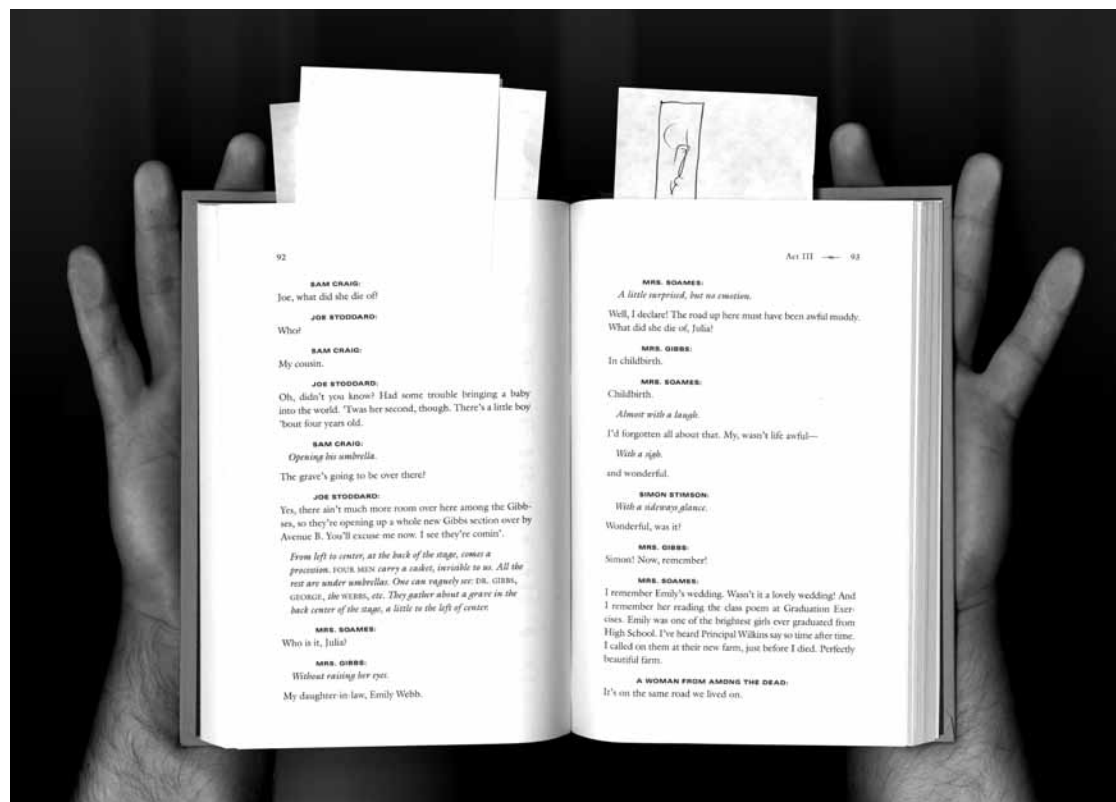 92
SAM CRAIG:
Joe, what did she die of?
JOE STODDARD:
Who?
SAM CRAIG:
My cousin.
JOE STODDARD:
Oh, didn't you know? Had some trouble bringing a baby
into the world. 'Twas her second, though. There's a little boy
'bout four years old.
SAM CRAIG:
Opening his umbrella.
The grave's going to be over there?
JOE STODDARD:
Yes, there ain't much more room over here among the Gibb-
ses, so they're opening up a whole new Gibbs section over by
Avenue B. You'll excuse me now. I see they're comin'.
From left to center, at the back of the stage, comes a
procession. FOUR MEN carry a casket, invisible to us. All the
rest are under umbrellas. One can vaguely see: DR. GIBBS,
GEORGE, the WEBBS, etc. They gather about a grave in the
back center of the stage, a little to the left of center.
MRS. SOAMES:
Who is it, Julia?
MRS. GIBBS:
Without raising her eyes.
My daughter-in-law, Emily Webb.
Act III 93
MRS. SOAMES:
A little surprised, but no emotion.
Well, I declare! The road up here must have been awful muddy.
What did she die of, Julia?
MRS. GIBBS:
In childbirth.
MRS. SOAMES:
Childbirth.
Almost with a laugh.
I'd forgotten all about that. My, wasn't life awful—
With a sigh.
and wonderful.
SIMON STIMSON:
With a sideways glance.
Wonderful, was it?
MRS. GIBBS:
Simon! Now, remember!
MRS. SOAMES:
I remember Emily's wedding. Wasn't it a lovely wedding! And
I remember her reading the class poem at Graduation Exer-
cises. Emily was one of the brightest girls ever graduated from
High School. I've heard Principal Wilkins say so time after time.
I called on them at their new farm, just before I died. Perfectly
beautiful farm.
A WOMAN FROM AMONG THE DEAD:
It's on the same road we lived on.